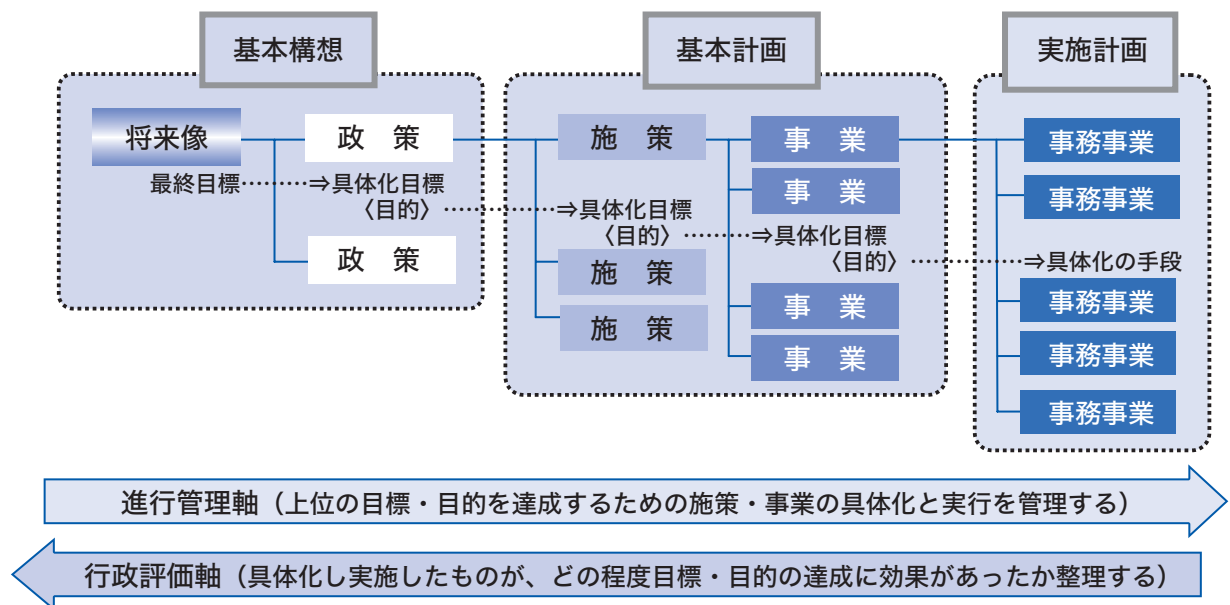 基本構想
基本計画
実施計画
将来像
政　策
施　策
事　業
事務事業
事　業
事務事業
最終目標………⇒具体化目標
〈目的〉…………⇒具体化目標
〈目的〉………⇒具体化目標
〈目的〉…………⇒具体化の手段
政　策
施　策
施　策
事　業
事　業
事務事業
事務事業
事務事業
進行管理軸（上位の目標・目的を達成するための施策・事業の具体化と実行を管理する）
行政評価軸（具体化し実施したものが、どの程度目標・目的の達成に効果があったか整理する）